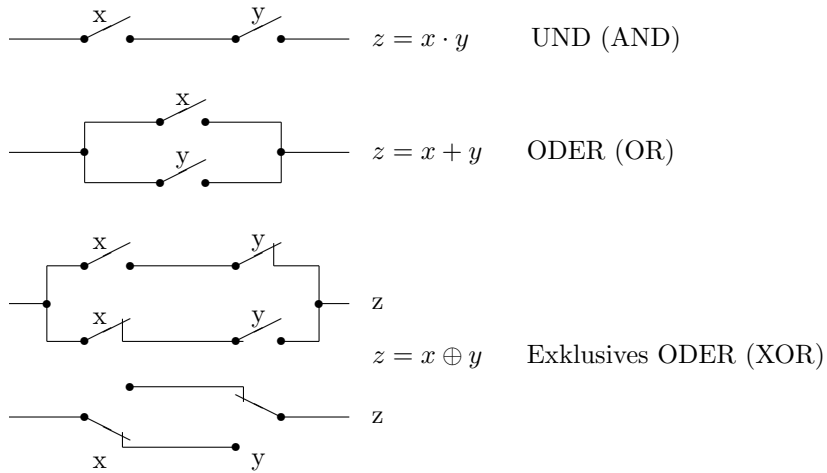 x y
z = x · y UND (AND)
x
y
z = x + y ODER (OR)
x y
z
x y
z = x ⊕ y Exklusives ODER (XOR)
z
x y